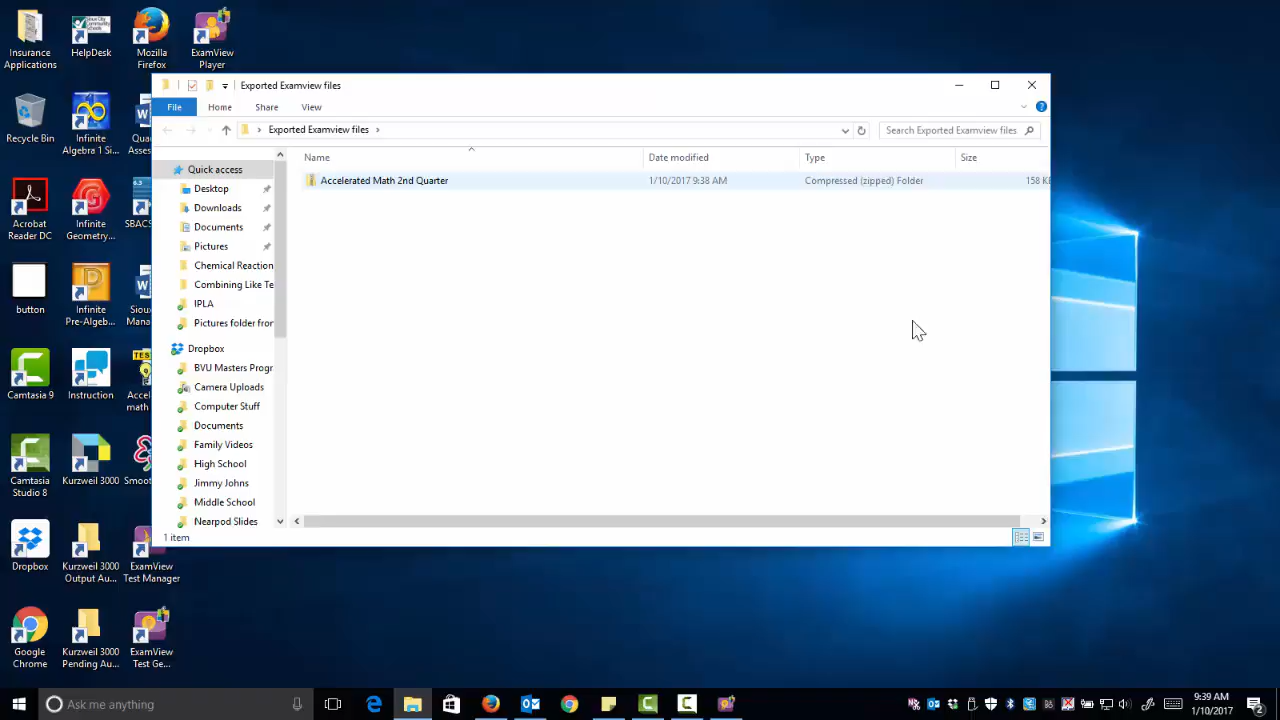 Insurance Applications
HelpDesk
Mozilla Firefox
ExamView Player
Recycle Bin
Infinite Algebra 1 Si...
Acrobat Reader DC
Infinite Geometry...
SBACS
button
Infinite Pre-Algeb...
Camtasia 9
Instruction
Camtasia Studio 8
Kurzweil 3000
Dropbox
Kurzweil 3000 Output Au...
ExamView Test Manager
Google Chrome
Kurzweil 3000 Pending Au...
ExamView Test Ge...
Exported Examview files
File Home Share View
Exported Examview files
Search Exported Examview files
Name Date modified Type Size
Accelerated Math 2nd Quarter 1/10/2017 9:38 AM Compressed (zipped) Folder 158 KB
Quick access
Desktop
Downloads
Documents
Pictures
Chemical Reaction
Combining Like Te
IPLA
Pictures folder fror
Dropbox
BVU Masters Progr
Camera Uploads
Computer Stuff
Documents
Family Videos
High School
Jimmy Johns
Middle School
Nearpod Slides
1 item
Ask me anything
9:39 AM
1/10/2017